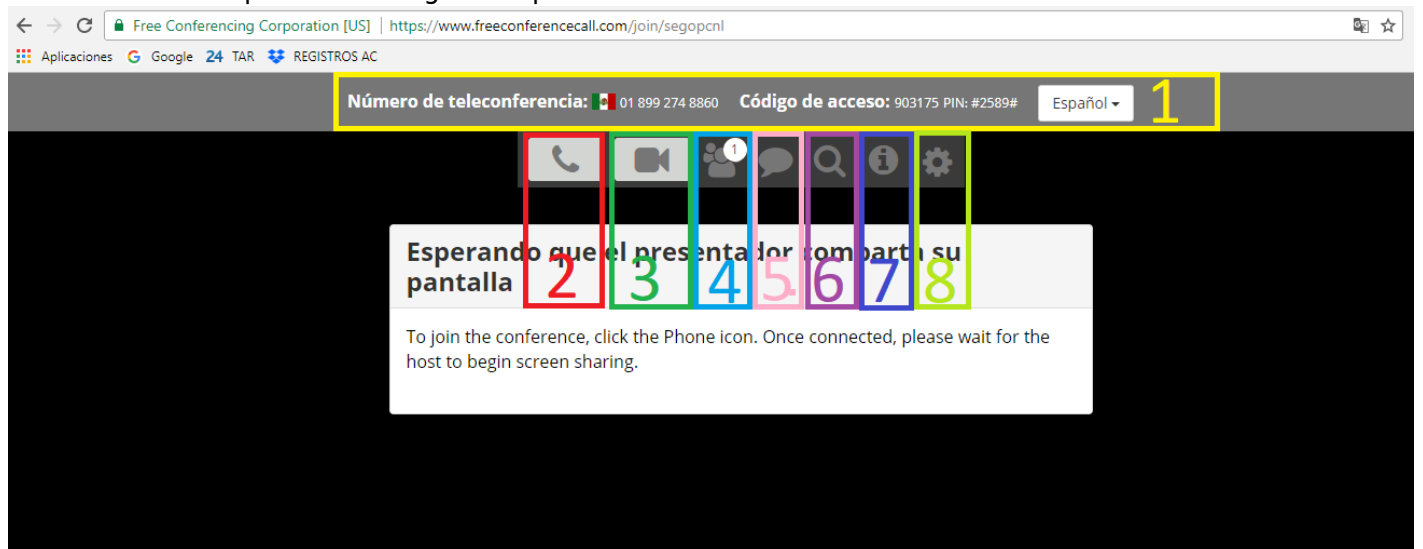 Free Conferencing Corporation [US] | https://www.freeconferencecall.com/join/segopcnl
Aplicaciones G Google 24 TAR REGISTROS AC
Número de teleconferencia: 01 899 274 8860 Código de acceso: 903175 PIN: #2589# Español 1
1
Esperando que el presentador comparta su
pantalla
2 3 4 5 6 7 8
To join the conference, click the Phone icon. Once connected, please wait for the
host to begin screen sharing.